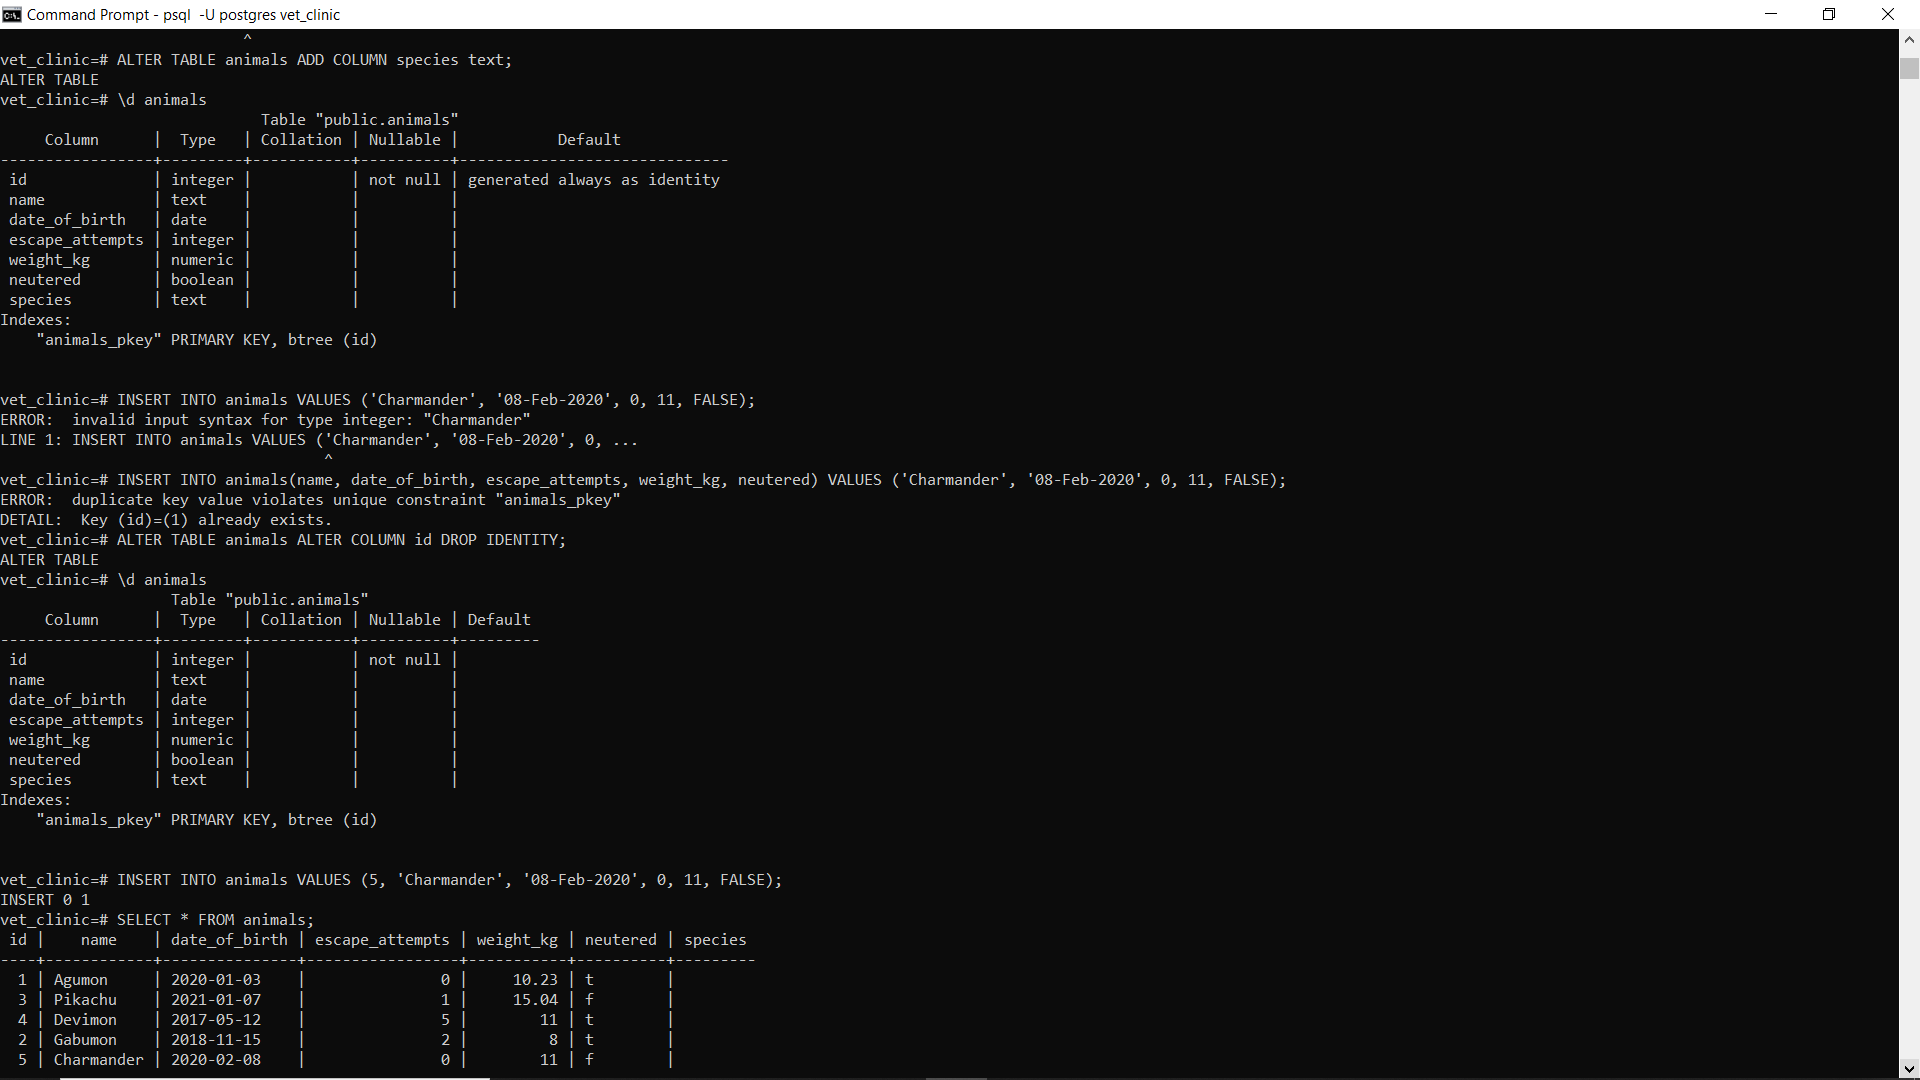 Command Prompt - psql  -U postgres vet_clinic
                           ^
vet_clinic=# ALTER TABLE animals ADD COLUMN species text;
ALTER TABLE
vet_clinic=# \d animals
                             Table "public.animals"
     Column      |  Type   | Collation | Nullable |           Default
-----------------+---------+-----------+----------+------------------------------
 id              | integer |           | not null | generated always as identity
 name            | text    |           |          |
 date_of_birth   | date    |           |          |
 escape_attempts | integer |           |          |
 weight_kg       | numeric |           |          |
 neutered        | boolean |           |          |
 species         | text    |           |          |
Indexes:
    "animals_pkey" PRIMARY KEY, btree (id)
vet_clinic=# INSERT INTO animals VALUES ('Charmander', '08-Feb-2020', 0, 11, FALSE);
ERROR:  invalid input syntax for type integer: "Charmander"
LINE 1: INSERT INTO animals VALUES ('Charmander', '08-Feb-2020', 0, ...
                                    ^
vet_clinic=# INSERT INTO animals(name, date_of_birth, escape_attempts, weight_kg, neutered) VALUES ('Charmander', '08-Feb-2020', 0, 11, FALSE);
ERROR:  duplicate key value violates unique constraint "animals_pkey"
DETAIL:  Key (id)=(1) already exists.
vet_clinic=# ALTER TABLE animals ALTER COLUMN id DROP IDENTITY;
ALTER TABLE
vet_clinic=# \d animals
                   Table "public.animals"
     Column      |  Type   | Collation | Nullable | Default
-----------------+---------+-----------+----------+---------
 id              | integer |           | not null |
 name            | text    |           |          |
 date_of_birth   | date    |           |          |
 escape_attempts | integer |           |          |
 weight_kg       | numeric |           |          |
 neutered        | boolean |           |          |
 species         | text    |           |          |
Indexes:
    "animals_pkey" PRIMARY KEY, btree (id)
vet_clinic=# INSERT INTO animals VALUES (5, 'Charmander', '08-Feb-2020', 0, 11, FALSE);
INSERT 0 1
vet_clinic=# SELECT * FROM animals;
 id |    name    | date_of_birth | escape_attempts | weight_kg | neutered | species
----+------------+---------------+-----------------+-----------+----------+---------
  1 | Agumon     | 2020-01-03    |               0 |     10.23 | t        |
  3 | Pikachu    | 2021-01-07    |               1 |     15.04 | f        |
  4 | Devimon    | 2017-05-12    |               5 |        11 | t        |
  2 | Gabumon    | 2018-11-15    |               2 |         8 | t        |
  5 | Charmander | 2020-02-08    |               0 |        11 | f        |